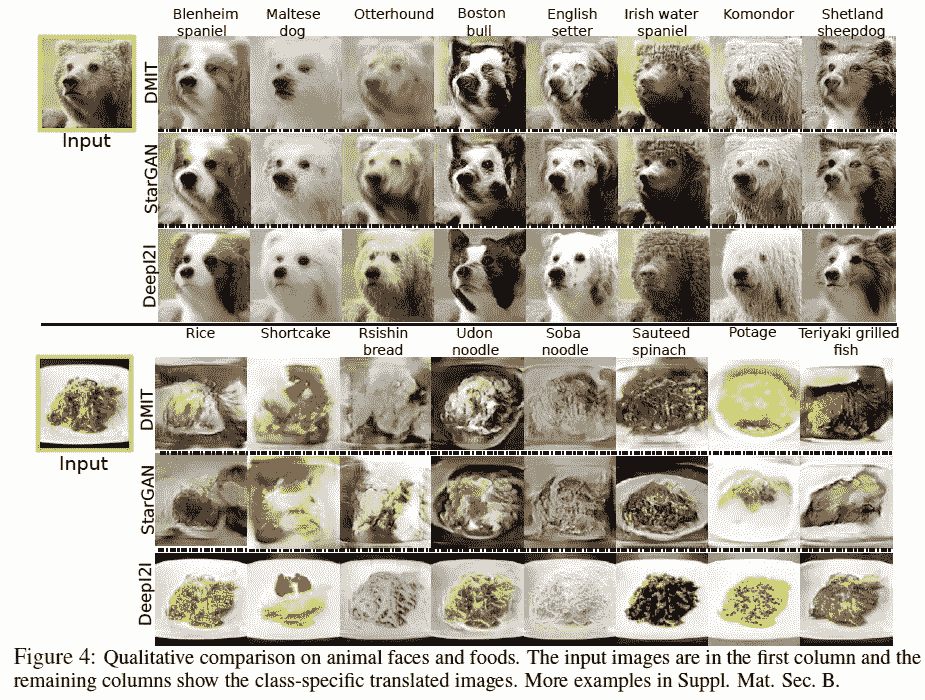 Blenheim spaniel
Maltese dog
Otterhound
Boston bull
English setter
Irish water spaniel
Komondor
Shetland sheepdog
Input
DMIT
StarGAN
DeepI2I
Rice
Shortcake
Rsishin bread
Udon noodle
Soba noodle
Sauteed spinach
Potage
Teriyaki grilled fish
Input
DMIT
StarGAN
DeepI2I
Figure 4: Qualitative comparison on animal faces and foods. The input images are in the first column and the
remaining columns show the class-specific translated images. More examples in Suppl. Mat. Sec. B.